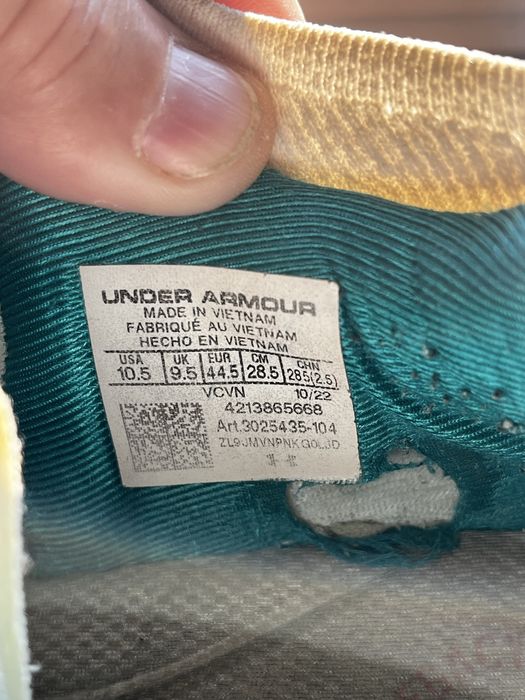 UNDER ARMOUR
MADE IN VIETNAM
FABRIQUÉ AU VIETNAM
HECHO EN VIETNAM
USA UK EUR CM CHN
10.5 9.5 44.5 28.5 285(2.5)
VCVN 10/22
4213865668
Art.3025435-104